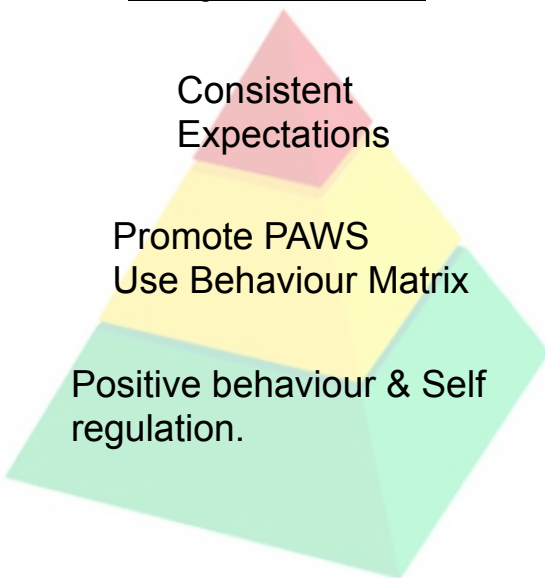 Consistent
Expectations
Promote PAWS
Use Behaviour Matrix
Positive behaviour & Self
regulation.